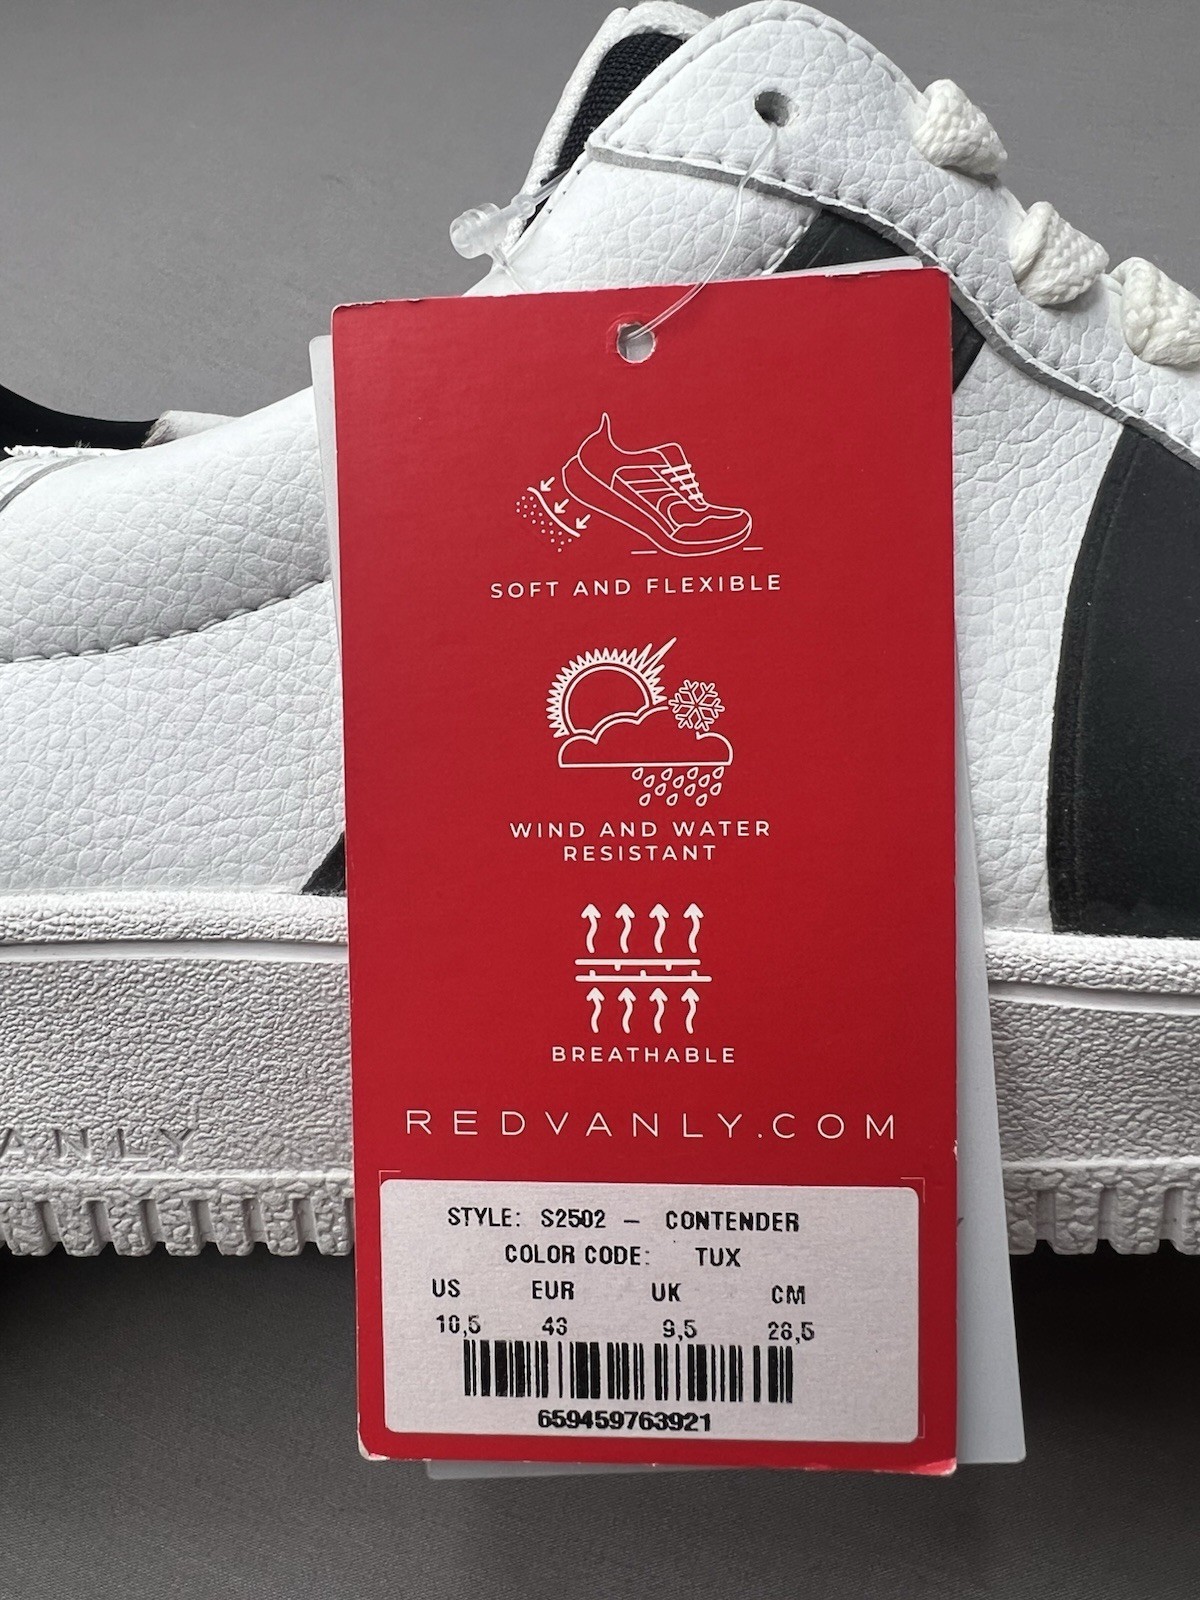 SOFT AND FLEXIBLE
WIND AND WATER
RESISTANT
BREATHABLE
REDVANLY.COM
ANLY
STYLE: S2502 – CONTENDER
COLOR CODE: TUX
US EUR UK CM
10,5 43 9,5 28,5
659459763921